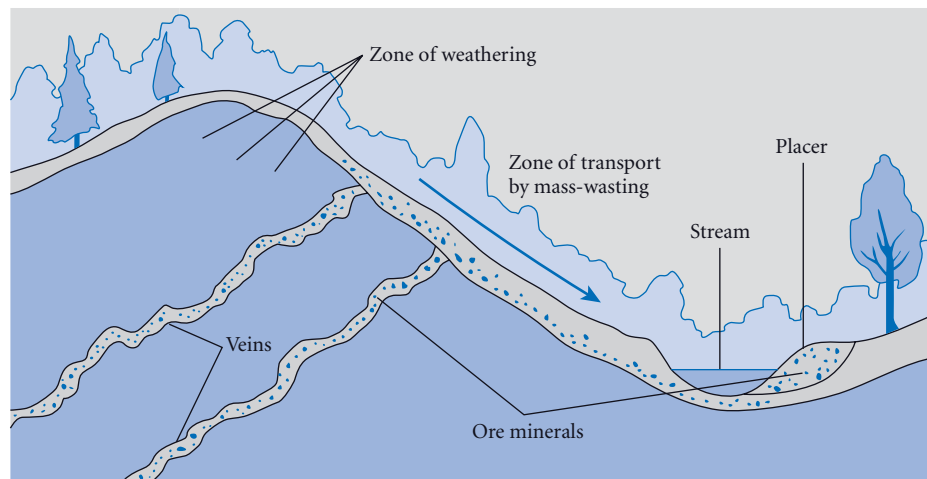 Zone of weathering
Zone of transport
by mass-wasting
Placer
Stream
Veins
Ore minerals